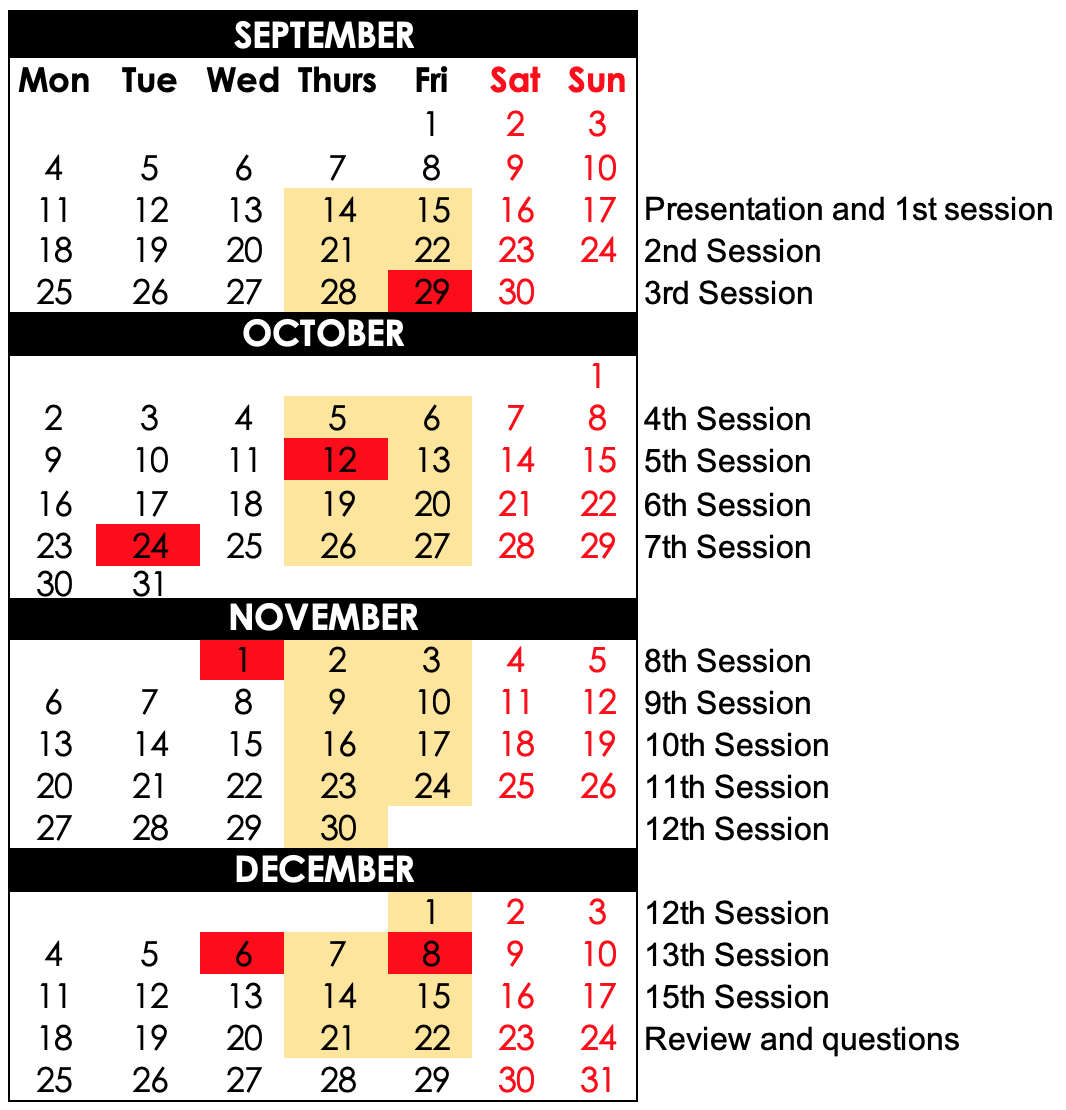 SEPTEMBER
Mon Tue Wed Thurs Fri Sat Sun
1 2 3
4 5 6 7 8 9 10
11 12 13 14 15 16 17 Presentation and 1st session
18 19 20 21 22 23 24 2nd Session
25 26 27 28 29 30 3rd Session
OCTOBER
1
2 3 4 5 6 7 8 4th Session
9 10 11 12 13 14 15 5th Session
16 17 18 19 20 21 22 6th Session
23 24 25 26 27 28 29 7th Session
30 31
NOVEMBER
1 2 3 4 5 8th Session
6 7 8 9 10 11 12 9th Session
13 14 15 16 17 18 19 10th Session
20 21 22 23 24 25 26 11th Session
27 28 29 30 12th Session
DECEMBER
1 2 3 12th Session
4 5 6 7 8 9 10 13th Session
11 12 13 14 15 16 17 15th Session
18 19 20 21 22 23 24 Review and questions
25 26 27 28 29 30 31